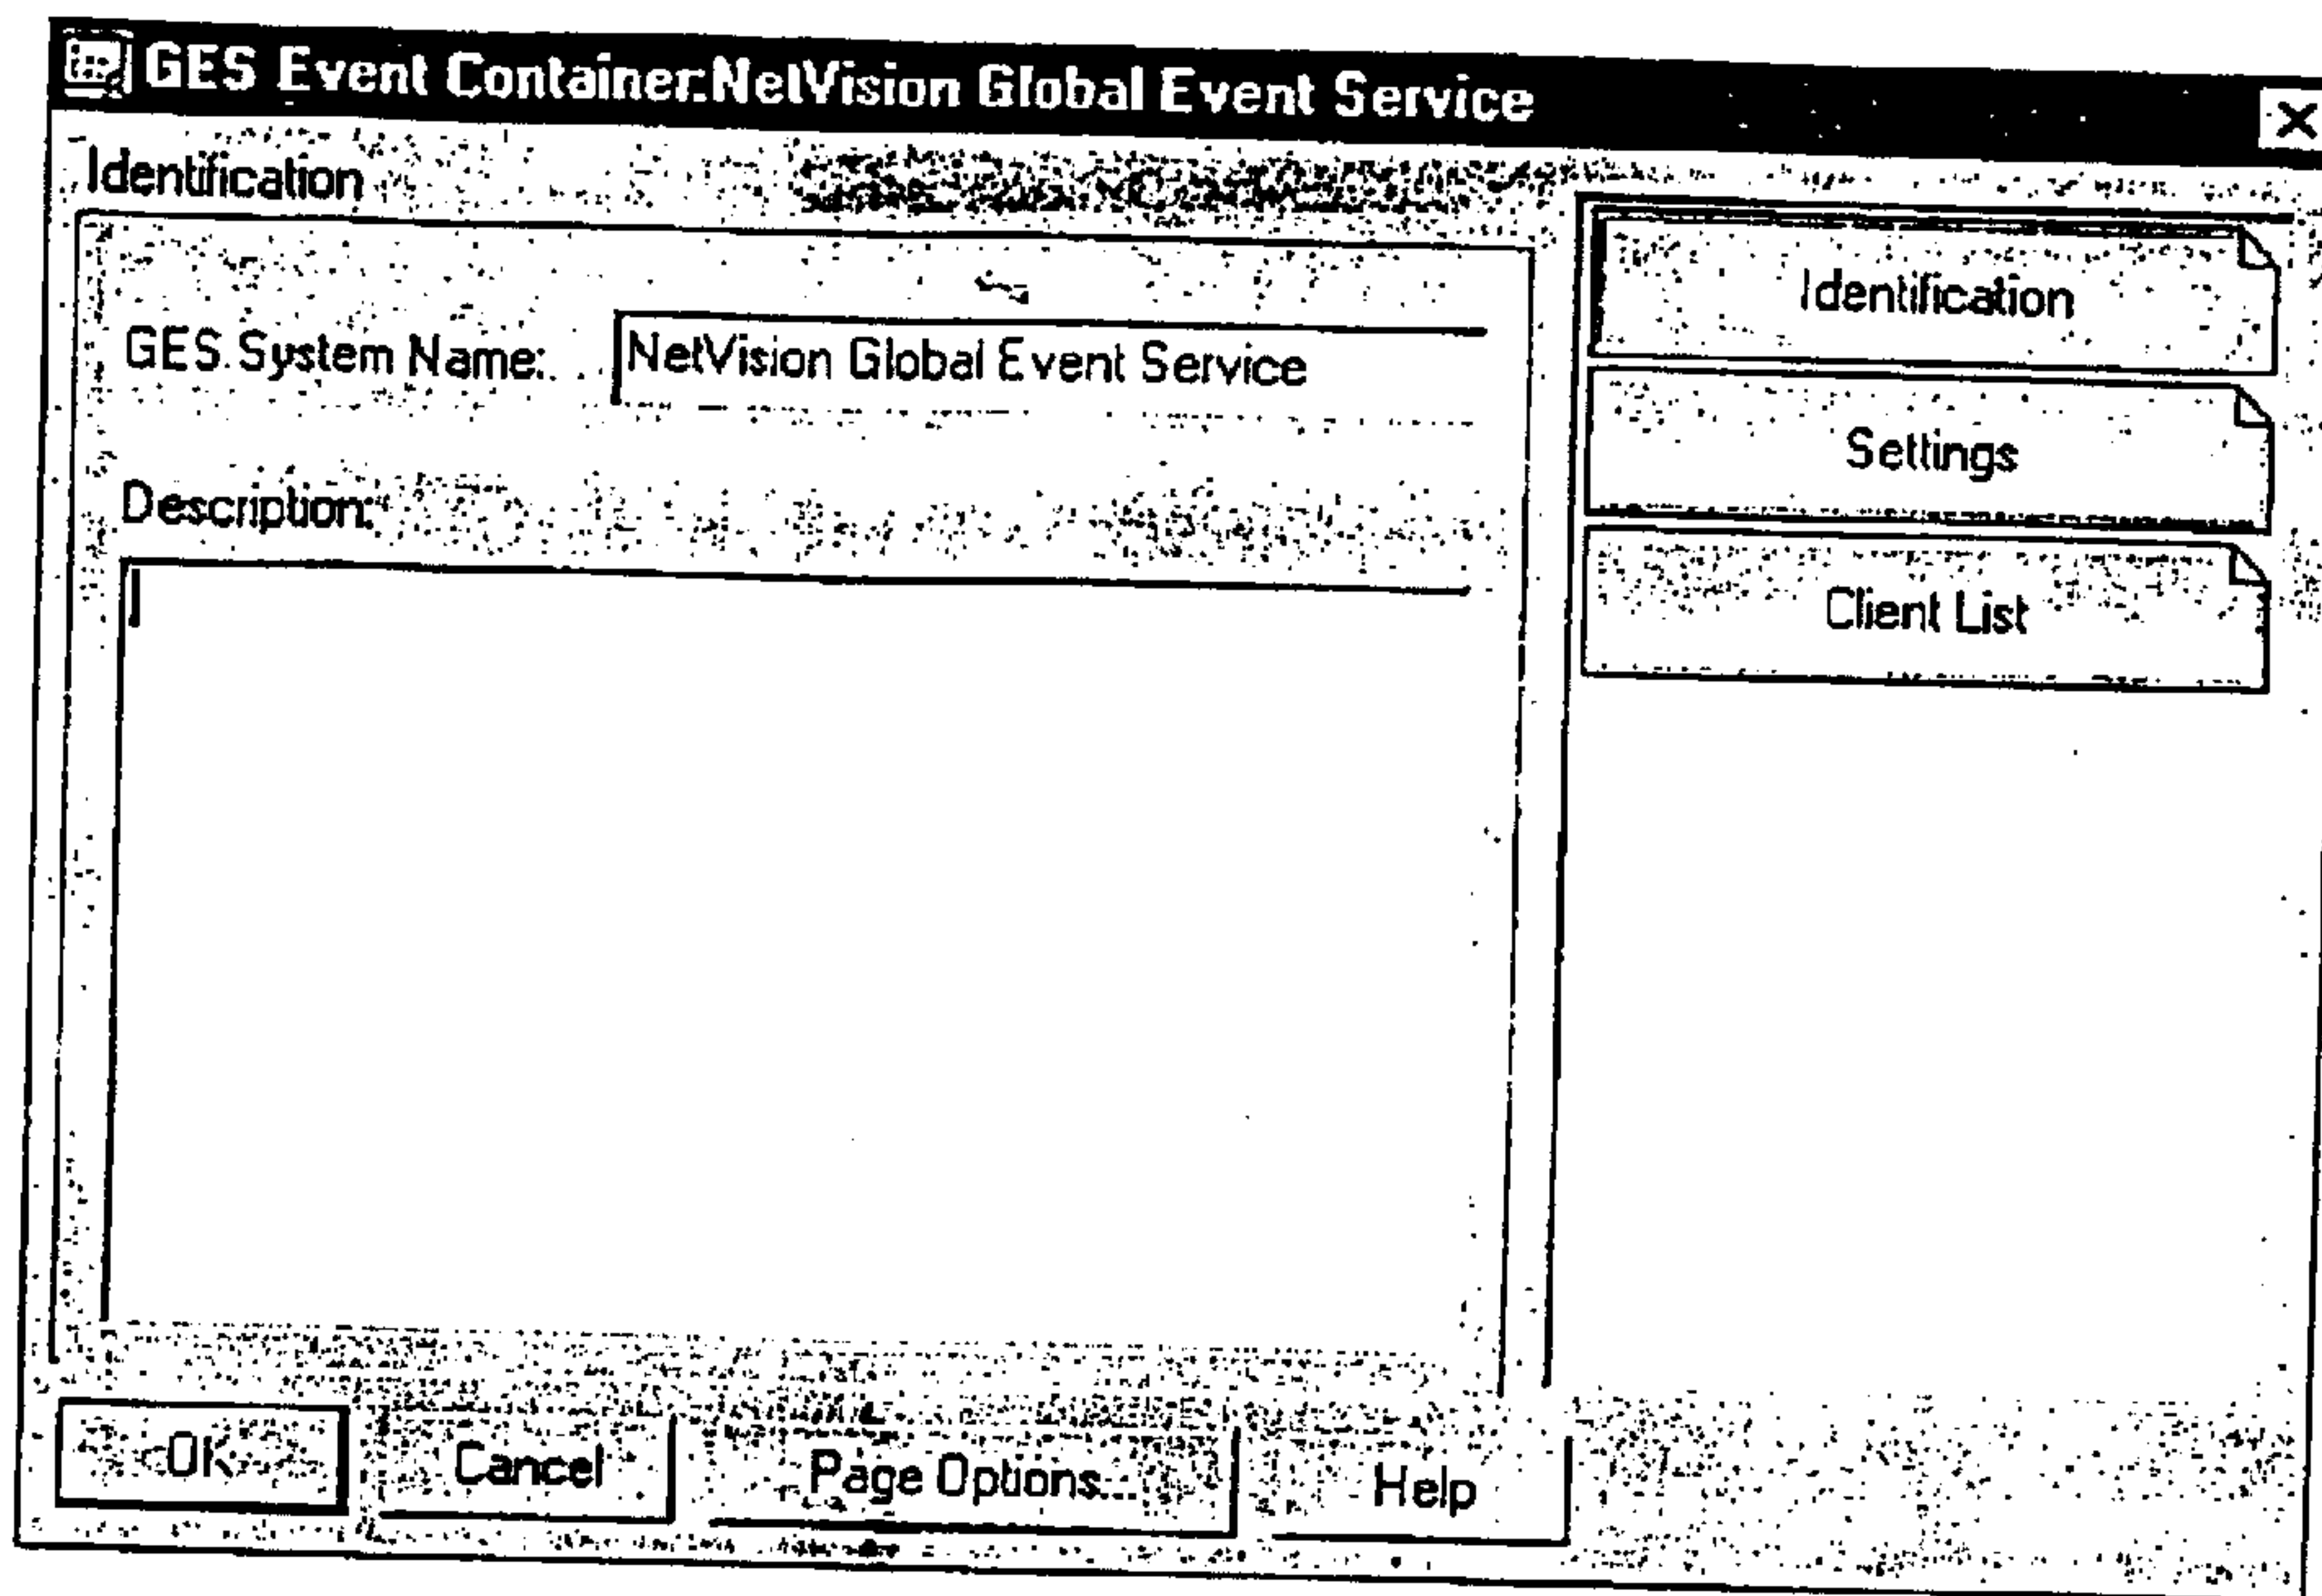 GES Event Container:NetVision Global Event Service
Identification
GES System Name: NetVision Global Event Service
Description:
Identification
Settings
Client List
OK Cancel Page Options... Help